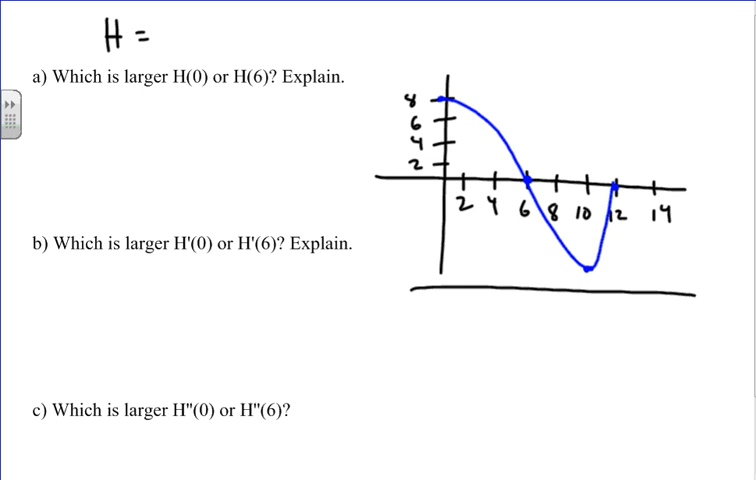 H =
a) Which is larger H(0) or H(6)? Explain.
8
6
4
2
2 4 6 8 10 12 14
b) Which is larger H'(0) or H'(6)? Explain.
c) Which is larger H''(0) or H''(6)?